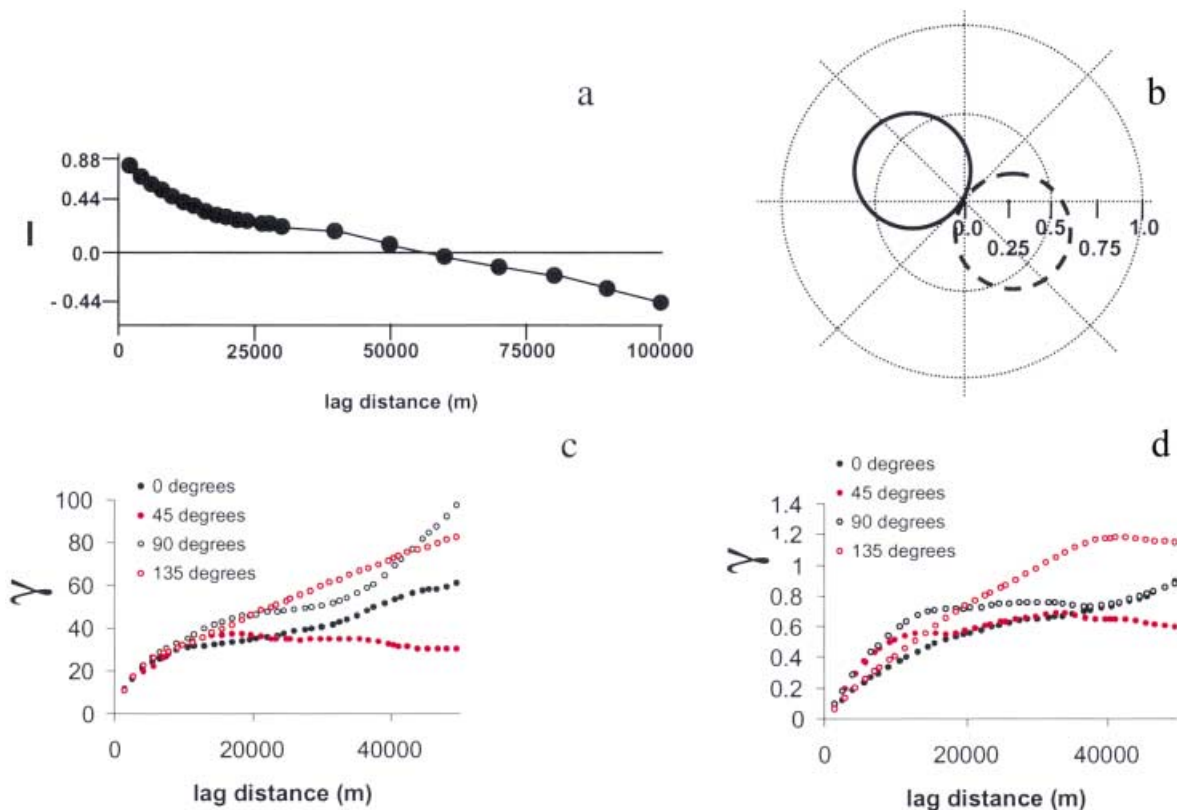 a
0.88
0.44
0.0
- 0.44
I
0
25000
50000
75000
100000
lag distance (m)
b
0.0
0.25
0.5
0.75
1.0
c
• 0 degrees
• 45 degrees
○ 90 degrees
○ 135 degrees
100
80
60
40
20
0
γ
0
20000
40000
lag distance (m)
d
• 0 degrees
• 45 degrees
○ 90 degrees
○ 135 degrees
1.4
1.2
1
0.8
0.6
0.4
0.2
0
γ
0
20000
40000
lag distance (m)